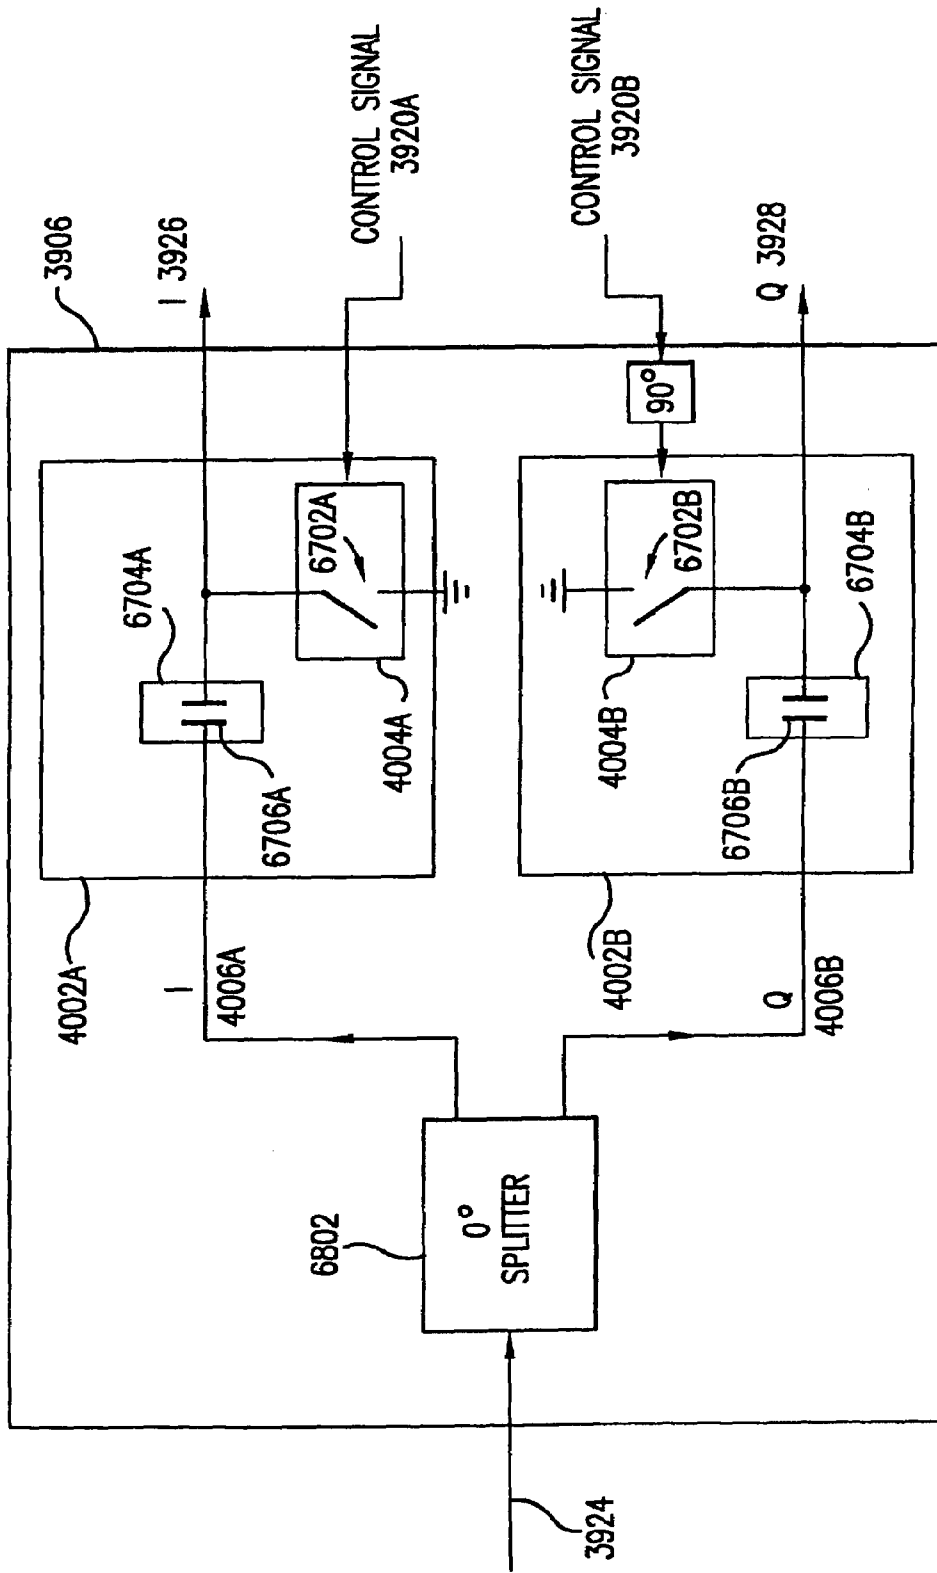 3906
I 3926
CONTROL SIGNAL
3920A
CONTROL SIGNAL
3920B
Q 3928
90°
6704A
6702A
6706A
4004A
4002A
I
4006A
6802
0°
SPLITTER
3924
6702B
6704B
4004B
6706B
4002B
Q
4006B